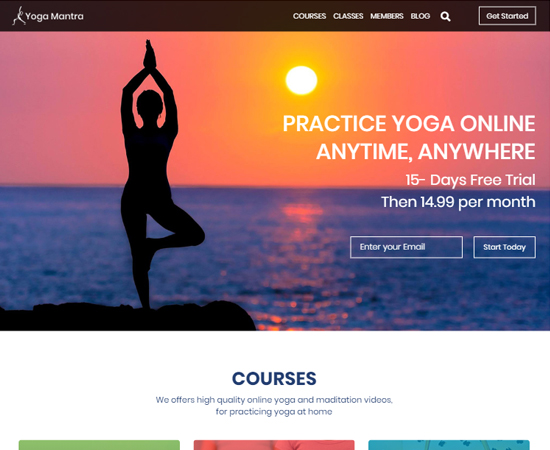 Yoga Mantra
COURSES CLASSES MEMBERS BLOG
Get Started
PRACTICE YOGA ONLINE
ANYTIME, ANYWHERE
15- Days Free Trial
Then 14.99 per month
Enter your Email
Start Today
COURSES
We offers high quality online yoga and maditation videos,
for practicing yoga at home